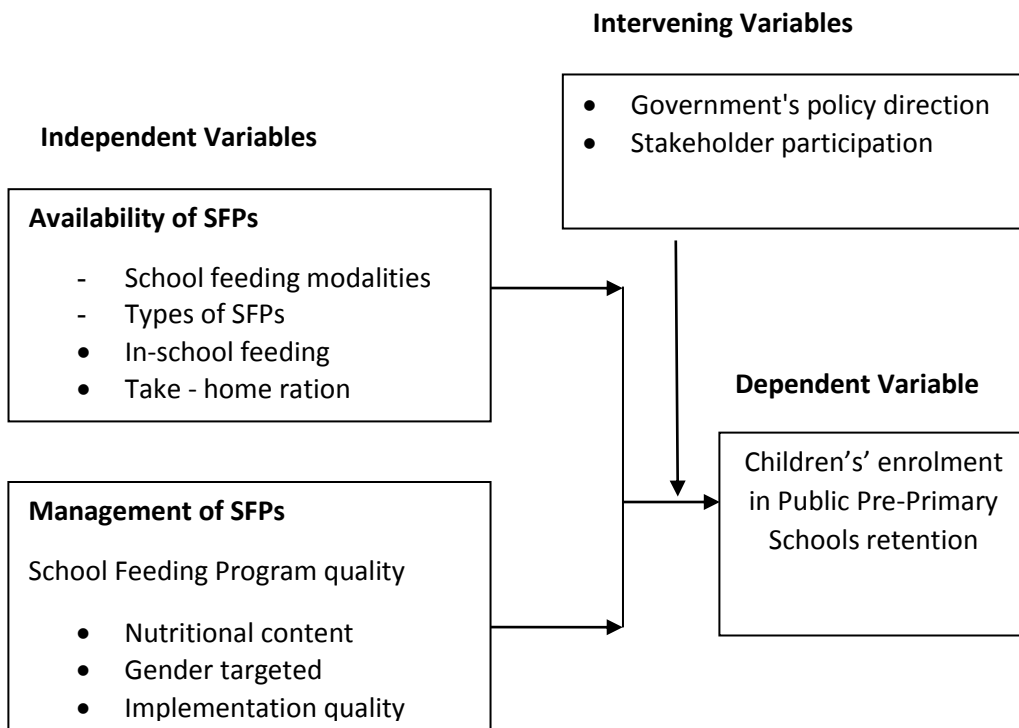 Intervening Variables
• Government's policy direction
• Stakeholder participation
Independent Variables
Availability of SFPs
- School feeding modalities
- Types of SFPs
• In-school feeding
• Take - home ration
Dependent Variable
Children’s’ enrolment
in Public Pre-Primary
Schools retention
Management of SFPs
School Feeding Program quality
• Nutritional content
• Gender targeted
• Implementation quality